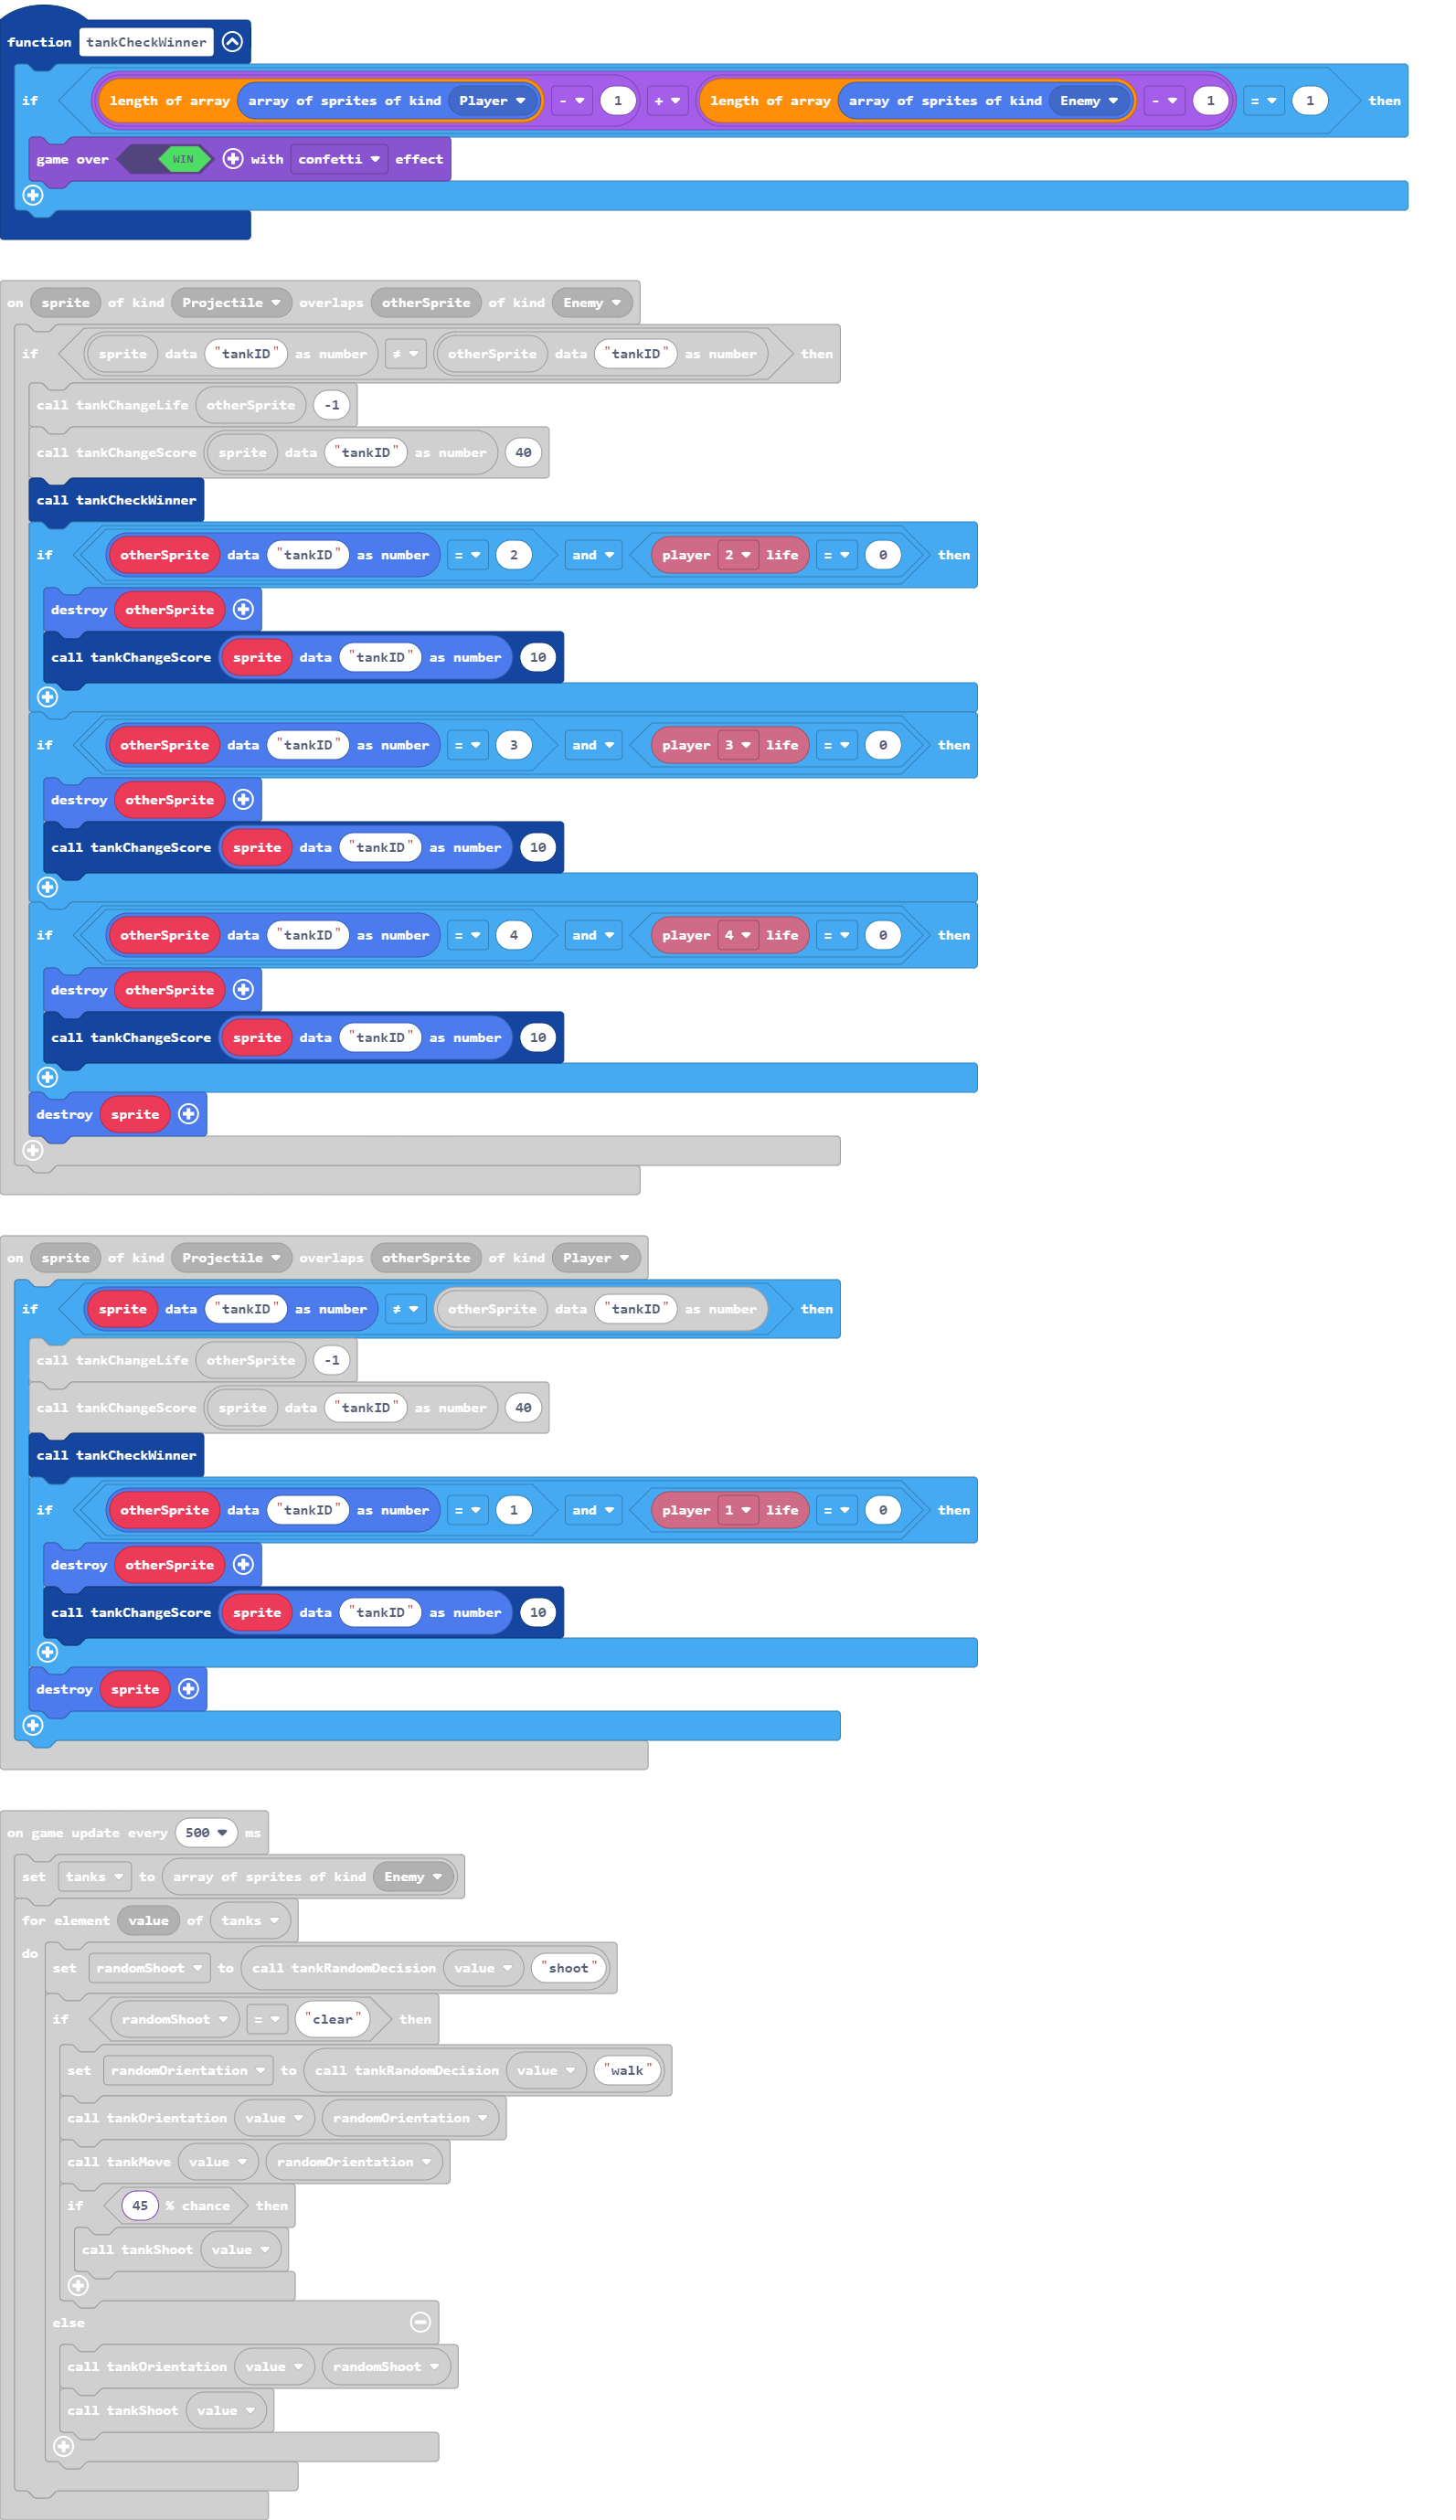 function tankCheckWinner
if length of array array of sprites of kind Player - 1 + length of array array of sprites of kind Enemy - 1 = 1 then
game over WIN with confetti effect
on sprite of kind Projectile overlaps otherSprite of kind Enemy
if sprite data "tankID" as number ≠ otherSprite data "tankID" as number then
call tankChangeLife otherSprite -1
call tankChangeScore sprite data "tankID" as number 40
call tankCheckWinner
if otherSprite data "tankID" as number = 2 and player 2 life = 0 then
destroy otherSprite
call tankChangeScore sprite data "tankID" as number 10
if otherSprite data "tankID" as number = 3 and player 3 life = 0 then
destroy otherSprite
call tankChangeScore sprite data "tankID" as number 10
if otherSprite data "tankID" as number = 4 and player 4 life = 0 then
destroy otherSprite
call tankChangeScore sprite data "tankID" as number 10
destroy sprite
on sprite of kind Projectile overlaps otherSprite of kind Player
if sprite data "tankID" as number ≠ otherSprite data "tankID" as number then
call tankChangeLife otherSprite -1
call tankChangeScore sprite data "tankID" as number 40
call tankCheckWinner
if otherSprite data "tankID" as number = 1 and player 1 life = 0 then
destroy otherSprite
call tankChangeScore sprite data "tankID" as number 10
destroy sprite
on game update every 500 ms
set tanks to array of sprites of kind Enemy
for element value of tanks
do
set randomShoot to call tankRandomDecision value "shoot"
if randomShoot = "clear" then
set randomOrientation to call tankRandomDecision value "walk"
call tankOrientation value randomOrientation
call tankMove value randomOrientation
if 45 % chance then
call tankShoot value
else
call tankOrientation value randomShoot
call tankShoot value